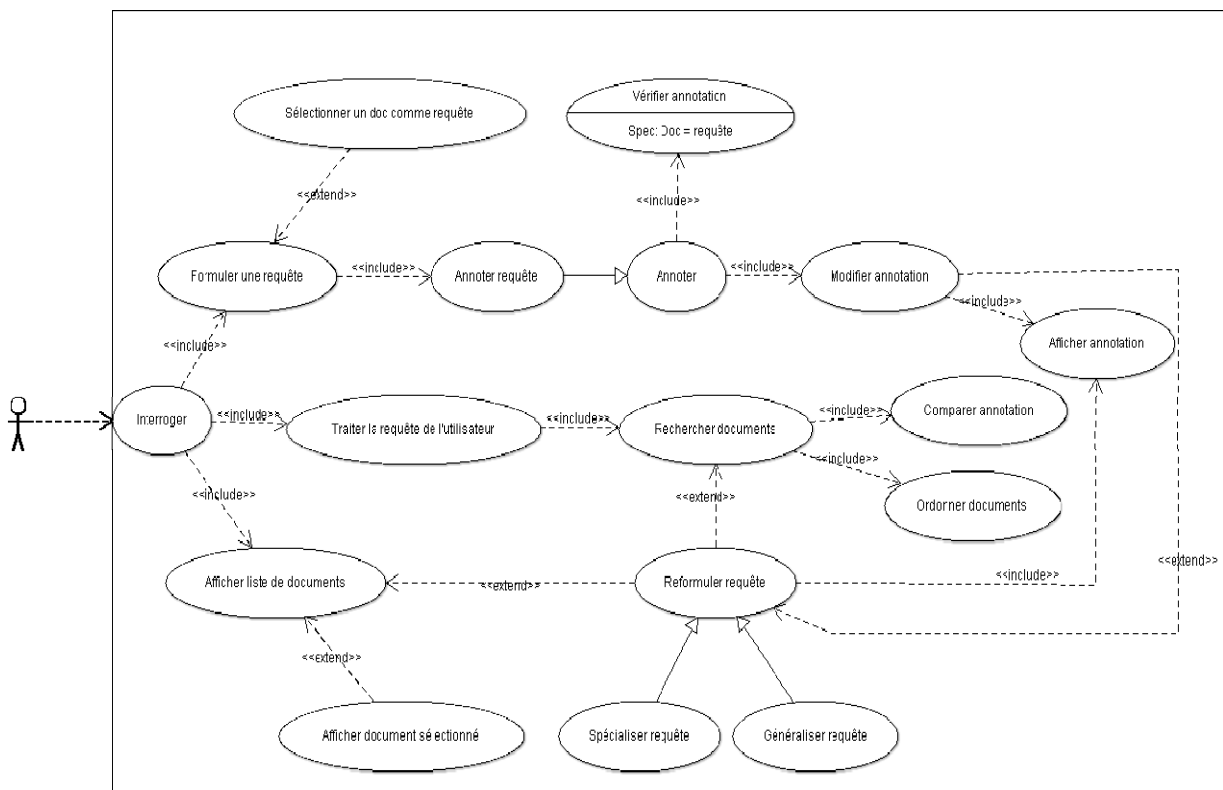 Vérifier annotation
Sélectionner un doc comme requête
Spec: Doc = requête
<<extend>>
<<include>>
Formuler une requête
<<include>>
Annoter requête
Annoter
<<include>>
Modifier annotation
<<include>>
Afficher annotation
<<include>>
Interroger
<<include>>
Traiter la requête de l'utilisateur
<<include>>
Rechercher documents
<<include>>
Comparer annotation
<<include>>
<<include>>
<<extend>>
Ordonner documents
<<extend>>
Afficher liste de documents
<<extend>>
Reformuler requête
<<include>>
<<extend>>
Afficher document sélectionné
Spécialiser requête
Généraliser requête